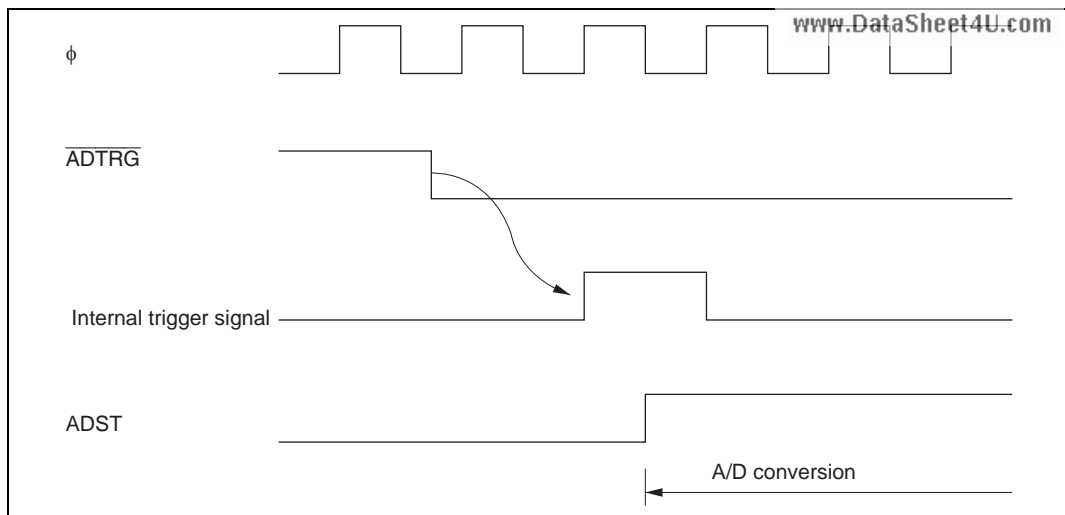 www.DataSheet4U.com
ϕ
ADTRG
Internal trigger signal
ADST
A/D conversion